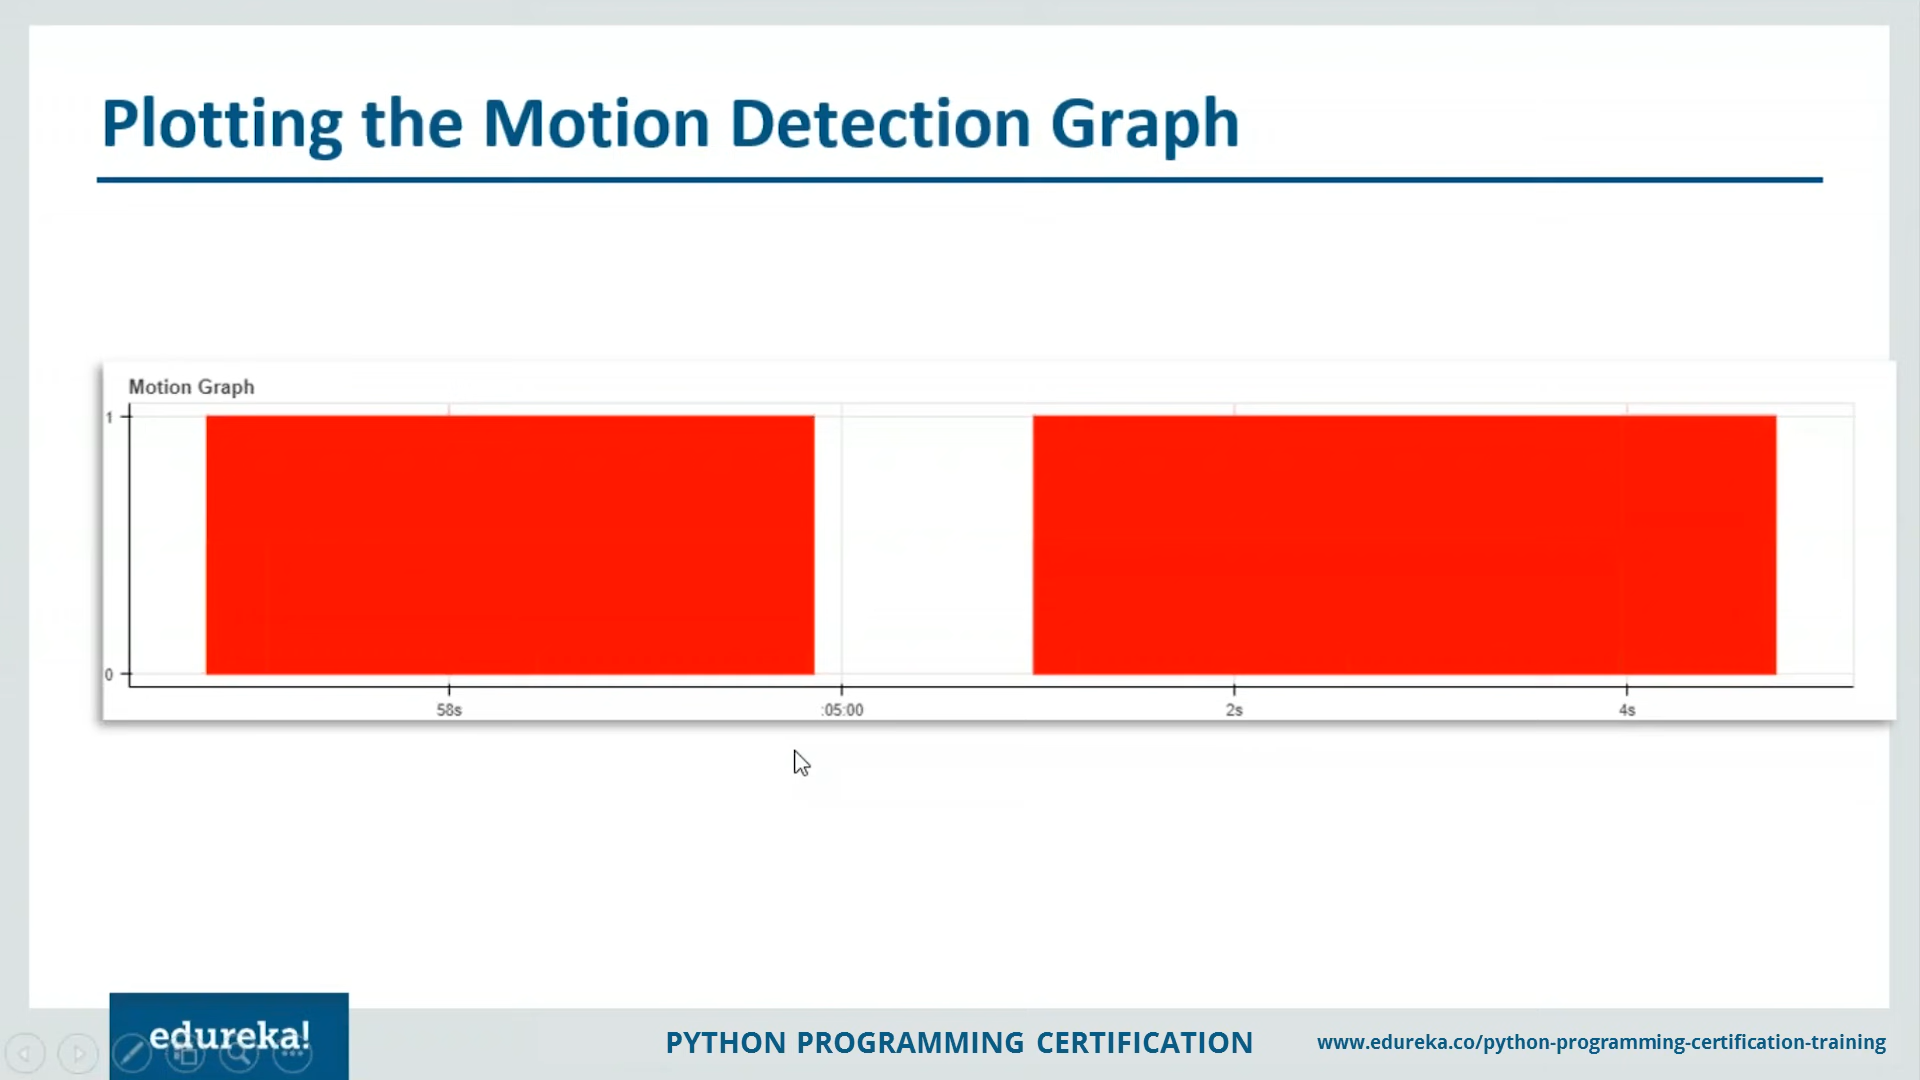 Plotting the Motion Detection Graph
Motion Graph
1
0
58s :05:00 2s 4s
edureka!
PYTHON PROGRAMMING CERTIFICATION
www.edureka.co/python-programming-certification-training